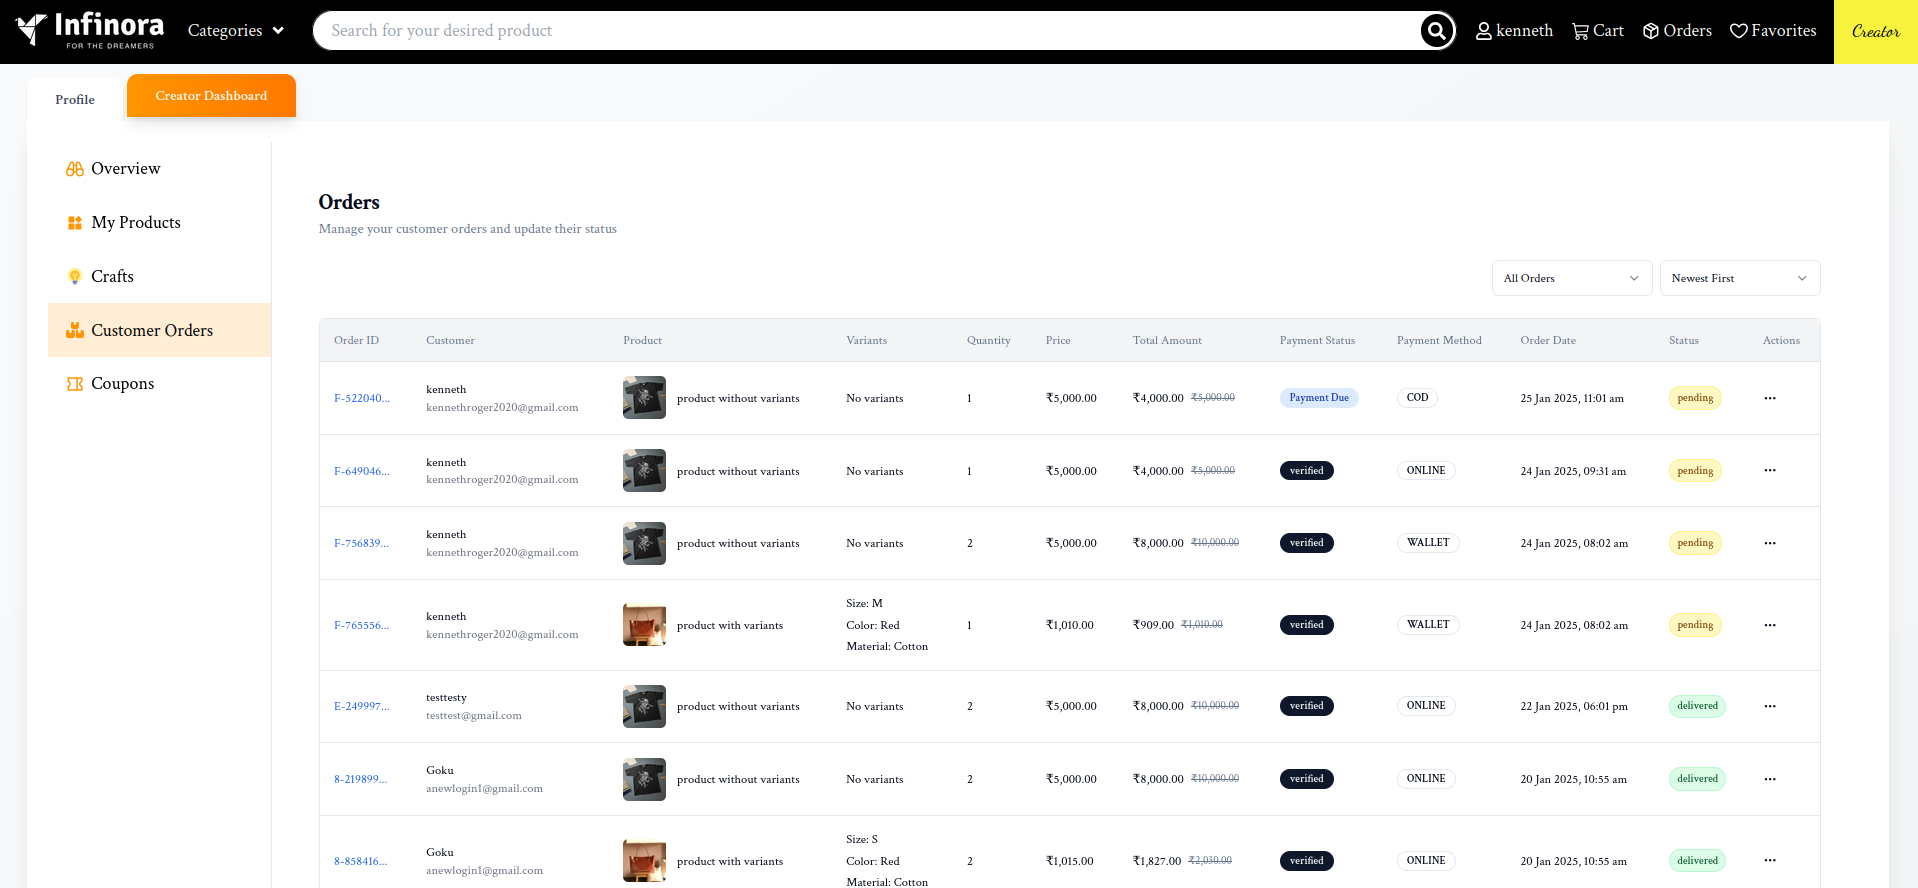 Infinora
FOR THE DREAMERS
Categories
Search for your desired product
kenneth
Cart
Orders
Favorites
Creator
Profile
Creator Dashboard
Overview
My Products
Crafts
Customer Orders
Coupons
Orders
Manage your customer orders and update their status
All Orders
Newest First
Order ID Customer Product Variants Quantity Price Total Amount Payment Status Payment Method Order Date Status Actions
F-522040... kenneth product without variants No variants 1 ₹5,000.00 ₹4,000.00 ₹5,000.00 Payment Due COD 25 Jan 2025, 11:01 am pending
kennethroger2020@gmail.com
F-649046... kenneth product without variants No variants 1 ₹5,000.00 ₹4,000.00 ₹5,000.00 verified ONLINE 24 Jan 2025, 09:31 am pending
kennethroger2020@gmail.com
F-756839... kenneth product without variants No variants 2 ₹5,000.00 ₹8,000.00 ₹10,000.00 verified WALLET 24 Jan 2025, 08:02 am pending
kennethroger2020@gmail.com
F-765556... kenneth product with variants Size: M 1 ₹1,010.00 ₹909.00 ₹1,010.00 verified WALLET 24 Jan 2025, 08:02 am pending
kennethroger2020@gmail.com Color: Red
Material: Cotton
E-249997... testtesty product without variants No variants 2 ₹5,000.00 ₹8,000.00 ₹10,000.00 verified ONLINE 22 Jan 2025, 06:01 pm delivered
testtest@gmail.com
8-219899... Goku product without variants No variants 2 ₹5,000.00 ₹8,000.00 ₹10,000.00 verified ONLINE 20 Jan 2025, 10:55 am delivered
anewlogin1@gmail.com
8-858416... Goku product with variants Size: S 2 ₹1,015.00 ₹1,827.00 ₹2,030.00 verified ONLINE 20 Jan 2025, 10:55 am delivered
anewlogin1@gmail.com Color: Red
Material: Cotton